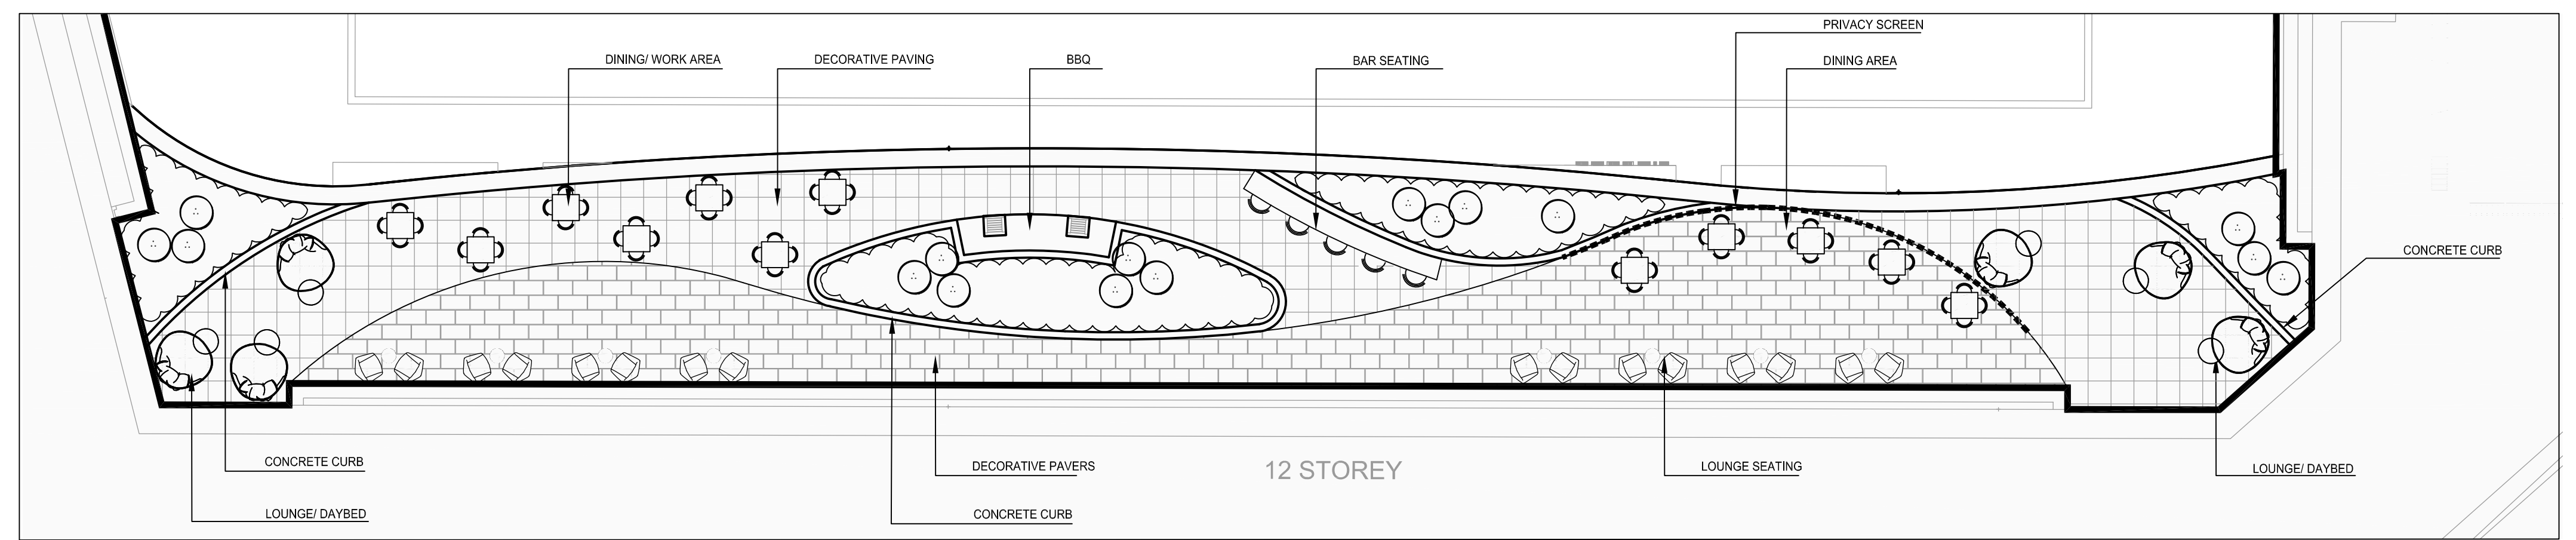 PRIVACY SCREEN
DINING/ WORK AREA
DECORATIVE PAVING
BBQ
BAR SEATING
DINING AREA
CONCRETE CURB
CONCRETE CURB
DECORATIVE PAVERS
12 STOREY
LOUNGE SEATING
LOUNGE/ DAYBED
LOUNGE/ DAYBED
CONCRETE CURB